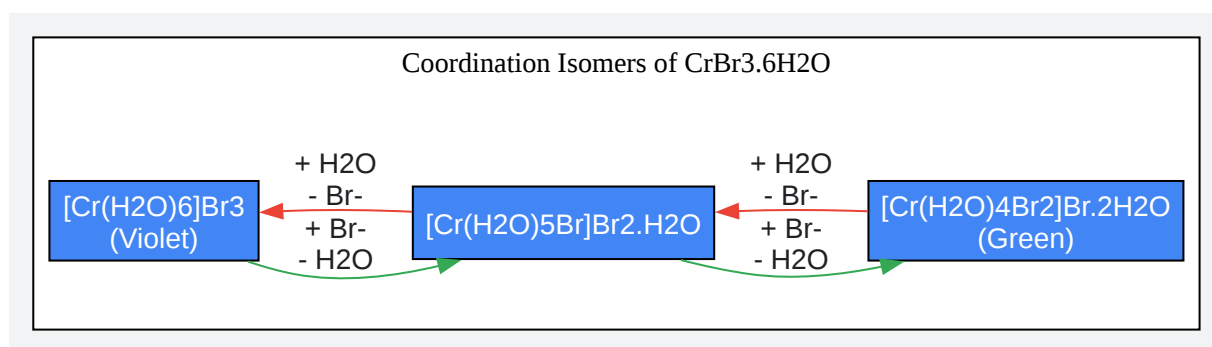 Coordination Isomers of CrBr3.6H2O
[Cr(H2O)6]Br3
(Violet)
+ H2O
- Br-
+ Br-
- H2O
[Cr(H2O)5Br]Br2.H2O
+ H2O
- Br-
+ Br-
- H2O
[Cr(H2O)4Br2]Br.2H2O
(Green)